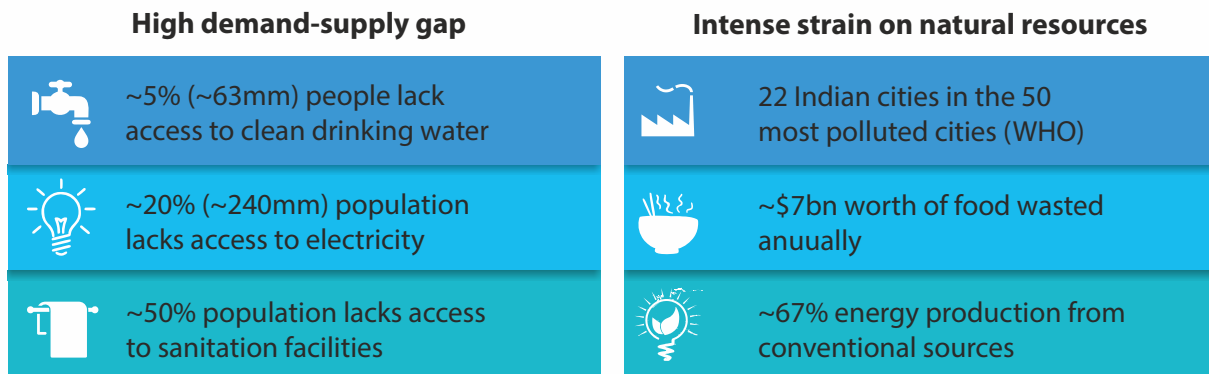 High demand-supply gap
~5% (~63mm) people lack
access to clean drinking water
~20% (~240mm) population
lacks access to electricity
~50% population lacks access
to sanitation facilities
Intense strain on natural resources
22 Indian cities in the 50
most polluted cities (WHO)
~$7bn worth of food wasted
anuually
~67% energy production from
conventional sources